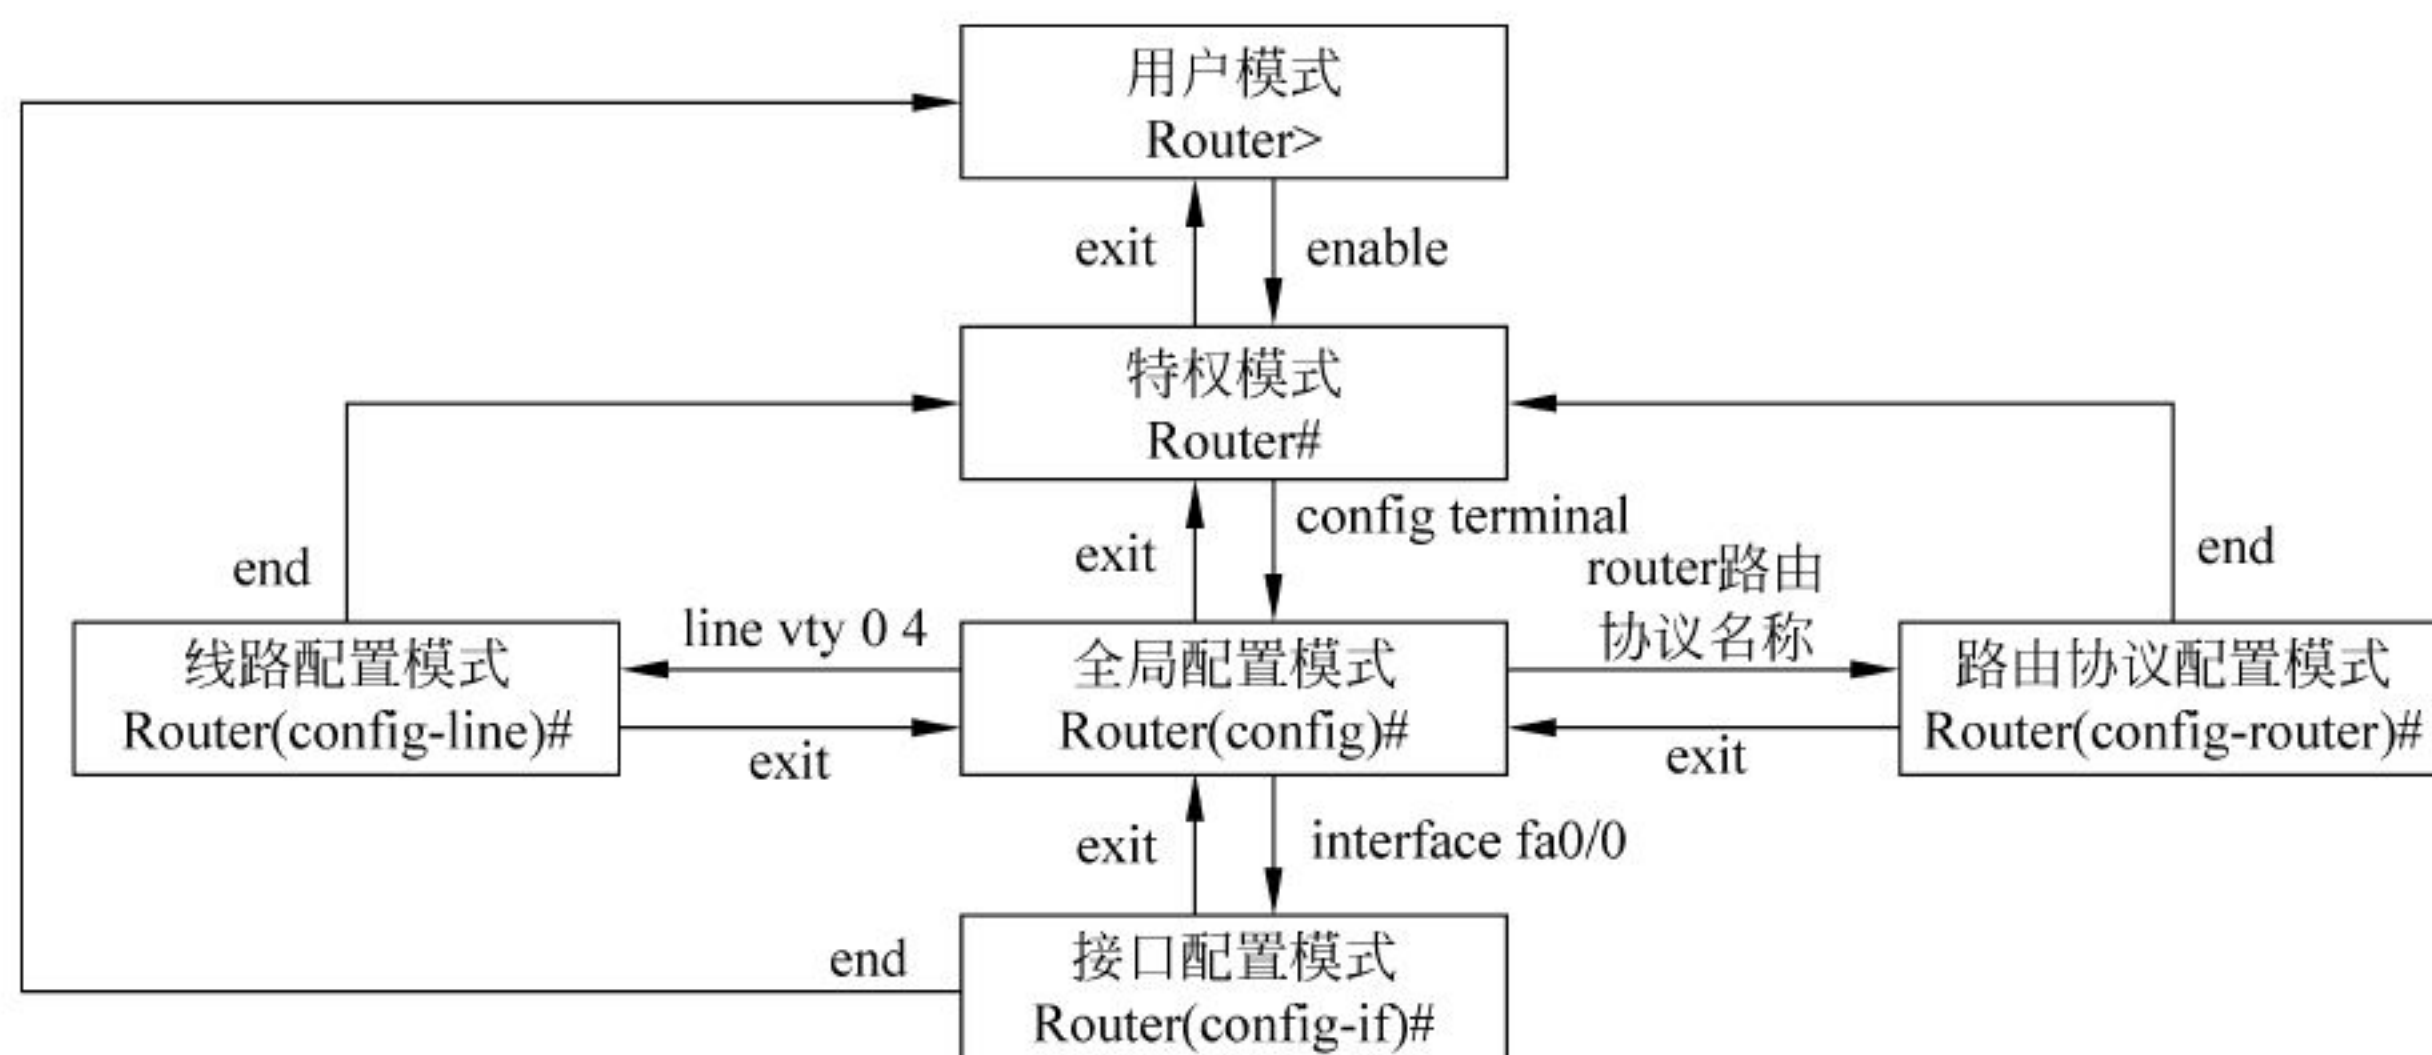 用户模式
Router>
exit
enable
特权模式
Router#
config terminal
exit
router路由
协议名称
end
end
line vty 0 4
线路配置模式
Router(config-line)#
全局配置模式
Router(config)#
路由协议配置模式
Router(config-router)#
exit
exit
exit
interface fa0/0
end
接口配置模式
Router(config-if)#